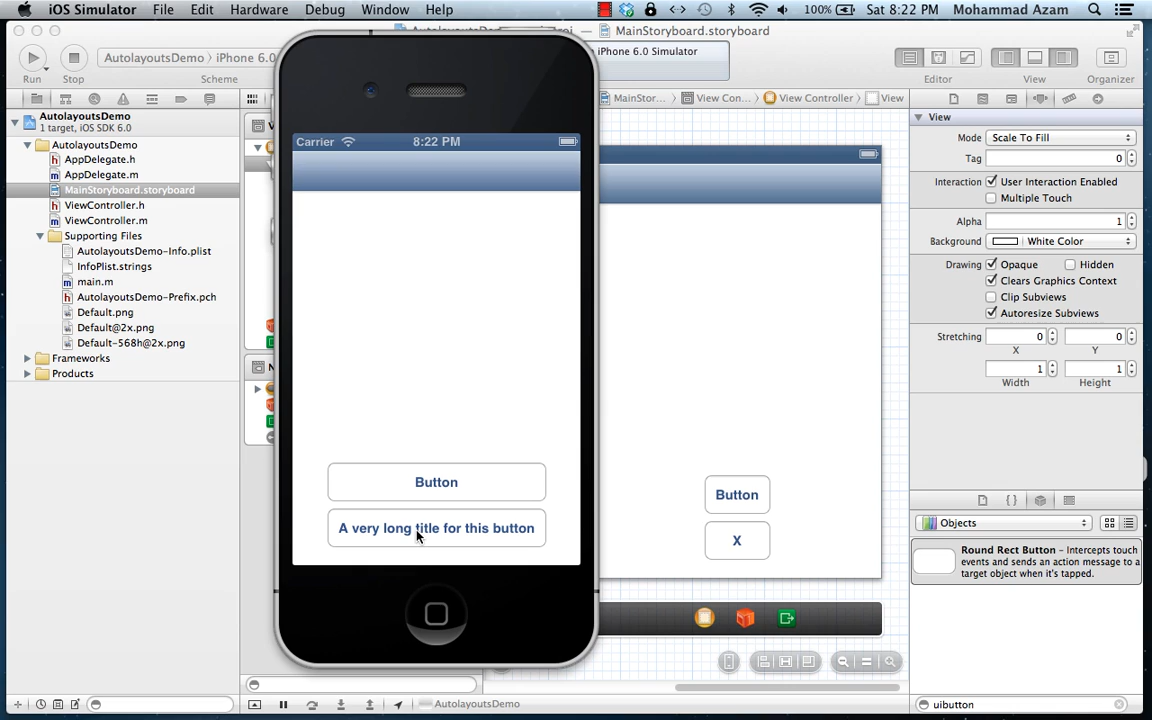 iOS Simulator File Edit Hardware Debug Window Help 100% Sat 8:22 PM Mohammad Azam
MainStoryboard.storyboard
AutolayoutsDemo iPhone 6.0
iPhone 6.0 Simulator
Run Stop Scheme Editor View Organizer
MainStor... View Con... View Controller View
AutolayoutsDemo
1 target, iOS SDK 6.0
AutolayoutsDemo
AppDelegate.h
AppDelegate.m
MainStoryboard.storyboard
ViewController.h
ViewController.m
Supporting Files
AutolayoutsDemo-Info.plist
InfoPlist.strings
main.m
AutolayoutsDemo-Prefix.pch
Default.png
Default@2x.png
Default-568h@2x.png
Frameworks
Products
Carrier 8:22 PM
Button
A very long title for this button
Button
X
View
Mode Scale To Fill
Tag 0
Interaction User Interaction Enabled
Multiple Touch
Alpha 1
Background White Color
Drawing Opaque Hidden
Clears Graphics Context
Clip Subviews
Autoresize Subviews
Stretching 0 0
X Y
1 1
Width Height
Objects
Round Rect Button – Intercepts touch
events and sends an action message to a
target object when it's tapped.
AutolayoutsDemo
uibutton